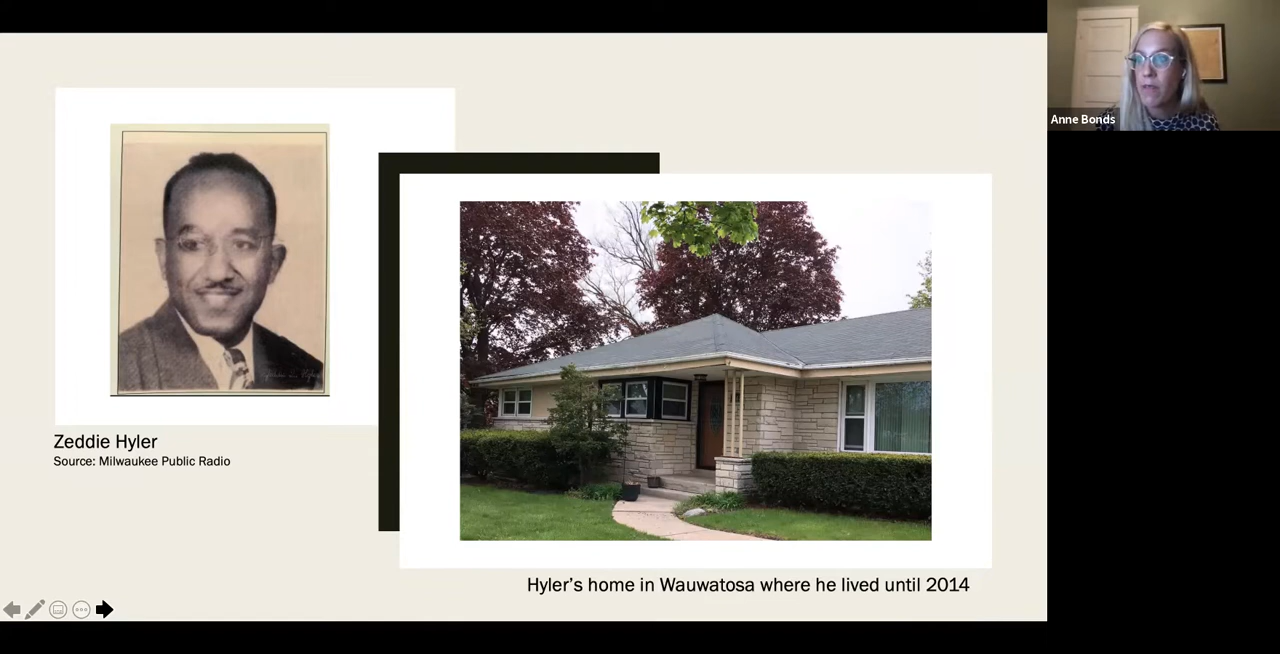 Anne Bonds
Zeddie Hyler
Source: Milwaukee Public Radio
Hyler's home in Wauwatosa where he lived until 2014